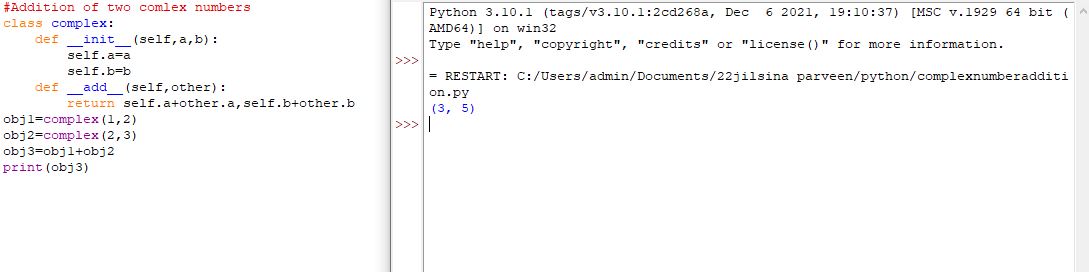 #Addition of two comlex numbers
class complex:
    def __init__(self,a,b):
        self.a=a
        self.b=b
    def __add__(self,other):
        return self.a+other.a,self.b+other.b
obj1=complex(1,2)
obj2=complex(2,3)
obj3=obj1+obj2
print(obj3)
Python 3.10.1 (tags/v3.10.1:2cd268a, Dec  6 2021, 19:10:37) [MSC v.1929 64 bit (
AMD64)] on win32
Type "help", "copyright", "credits" or "license()" for more information.
>>>
= RESTART: C:/Users/admin/Documents/22jilsina parveen/python/complexnumberadditi
on.py
(3, 5)
>>>